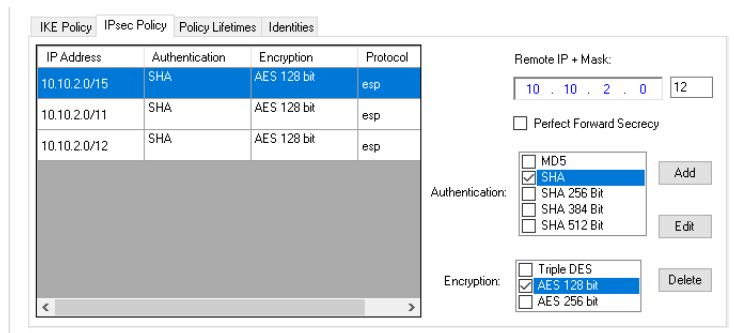 IKE Policy IPsec Policy Policy Lifetimes Identities
IP Address Authentication Encryption Protocol
10.10.2.0/15 SHA AES 128 bit esp
10.10.2.0/11 SHA AES 128 bit esp
10.10.2.0/12 SHA AES 128 bit esp
Remote IP + Mask:
10 . 10 . 2 . 0 12
Perfect Forward Secrecy
Authentication:
MD5
SHA
SHA 256 Bit
SHA 384 Bit
SHA 512 Bit
Add
Edit
Encryption:
Triple DES
AES 128 bit
AES 256 bit
Delete